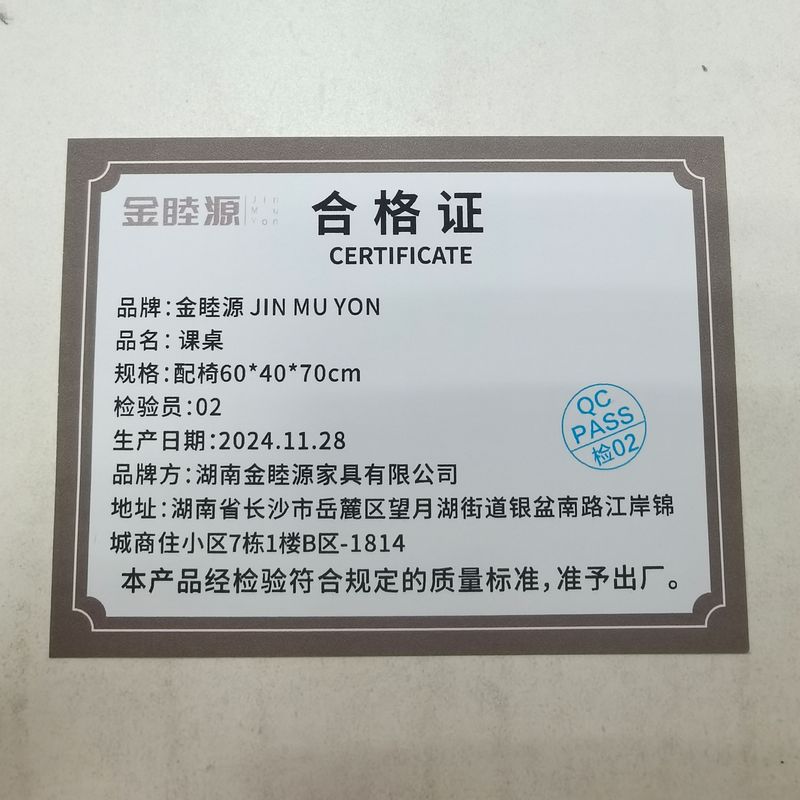 金睦源 Jin Mu Yon
合格证
CERTIFICATE
品牌:金睦源 JIN MU YON
品名: 课桌
规格:配椅60*40*70cm
检验员:02
生产日期:2024.11.28
品牌方:湖南金睦源家具有限公司
地址:湖南省长沙市岳麓区望月湖街道银盆南路江岸锦
城商住小区7栋1楼B区-1814
本产品经检验符合规定的质量标准,准予出厂。
QC
PASS
检02